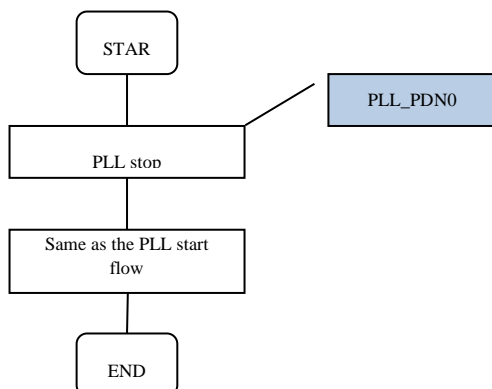 STAR
PLL_PDN0
PLL stop
Same as the PLL start
flow
END